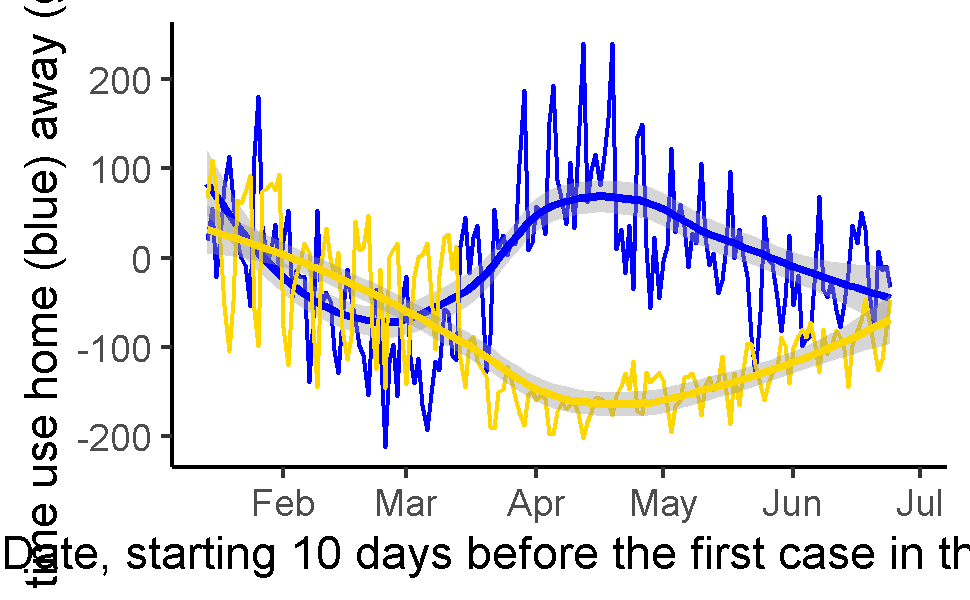 time use home (blue) away (
200
100
0
-100
-200
Feb Mar Apr May Jun Jul
Date, starting 10 days before the first case in th